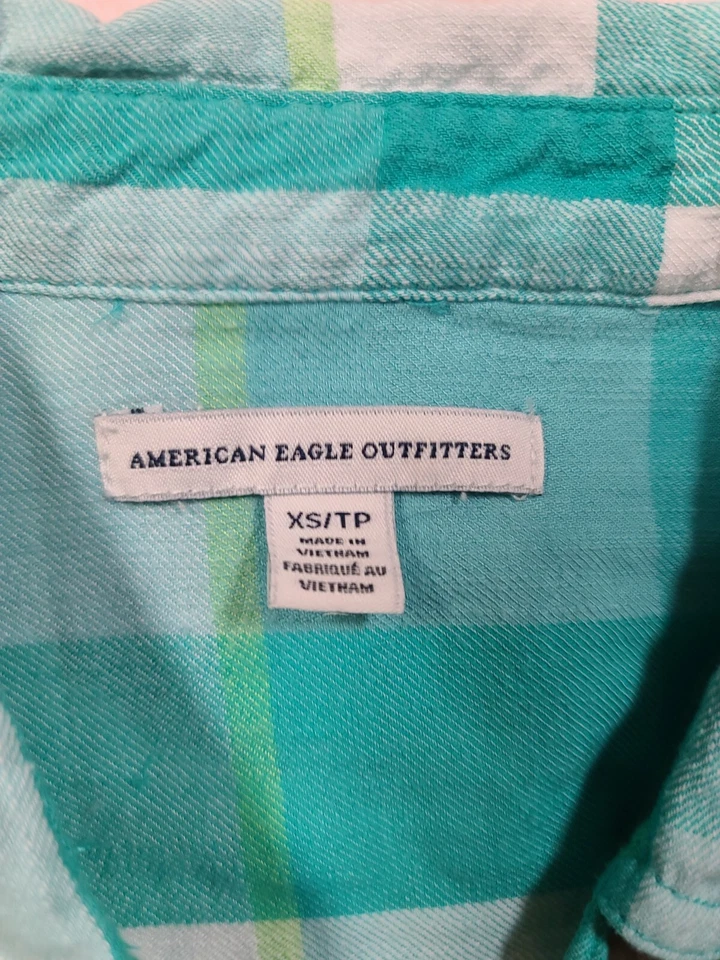 AMERICAN EAGLE OUTFITTERS
XS/TP
MADE IN
VIETNAM
FABRIQUÉ AU
VIETNAM